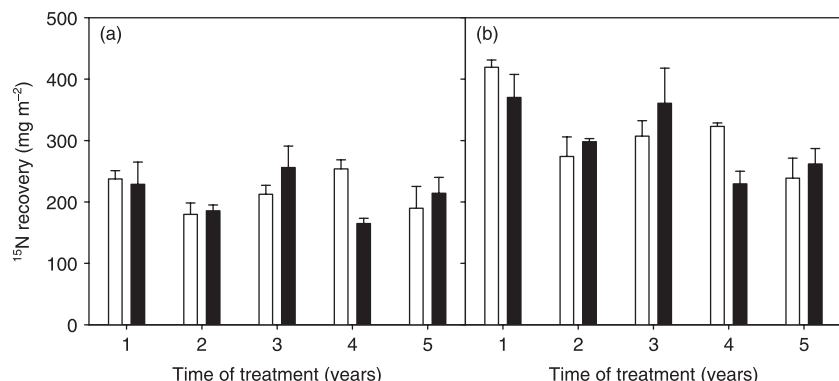 500
(a)
(b)
400
300
200
100
0
¹⁵N recovery (mg m⁻²)
1 2 3 4 5 1 2 3 4 5
Time of treatment (years) Time of treatment (years)